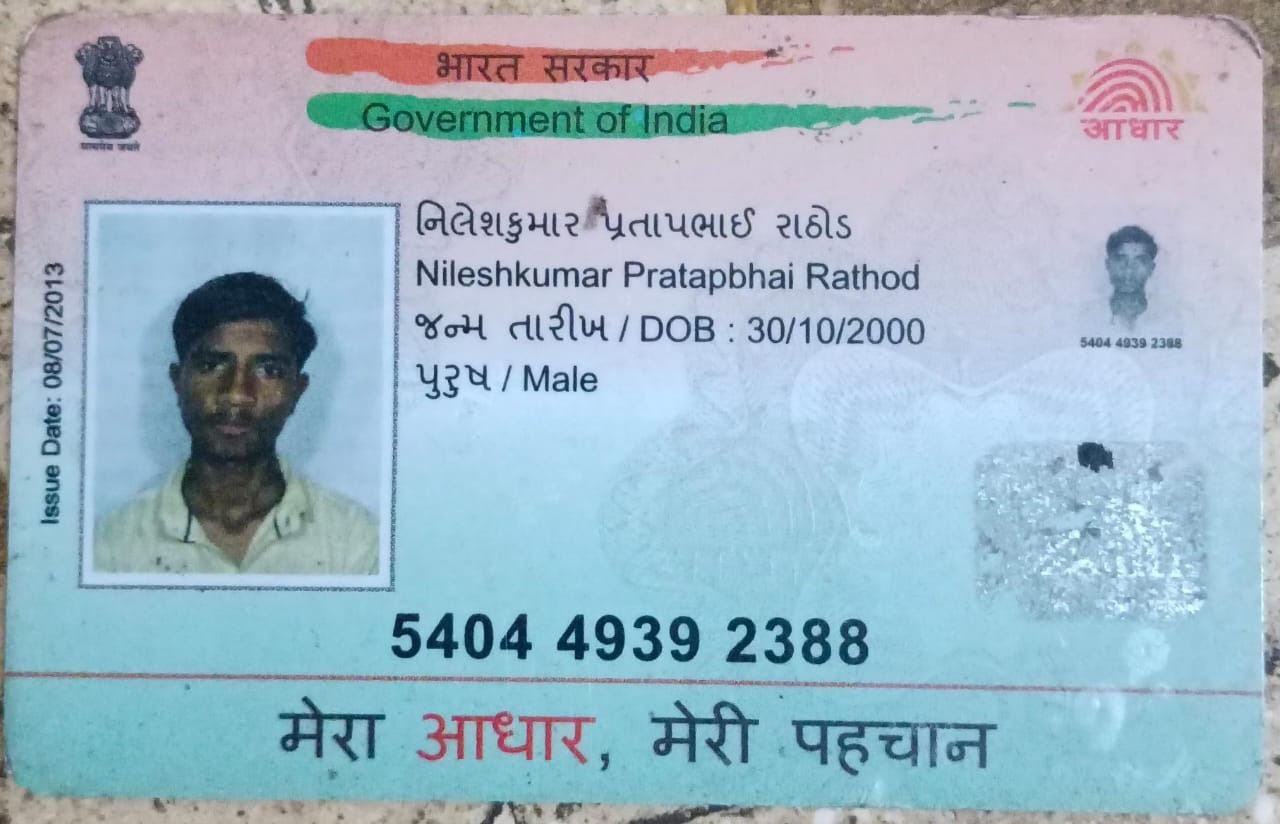 सत्यमेव जयते
भारत सरकार
Government of India
आधार
Issue Date: 08/07/2013
નિલેશકુમાર પ્રતાપભાઈ રાઠોડ
Nileshkumar Pratapbhai Rathod
જન્મ તારીખ / DOB : 30/10/2000
પુરુષ / Male
5404 4939 2388
5404 4939 2388
मेरा आधार, मेरी पहचान